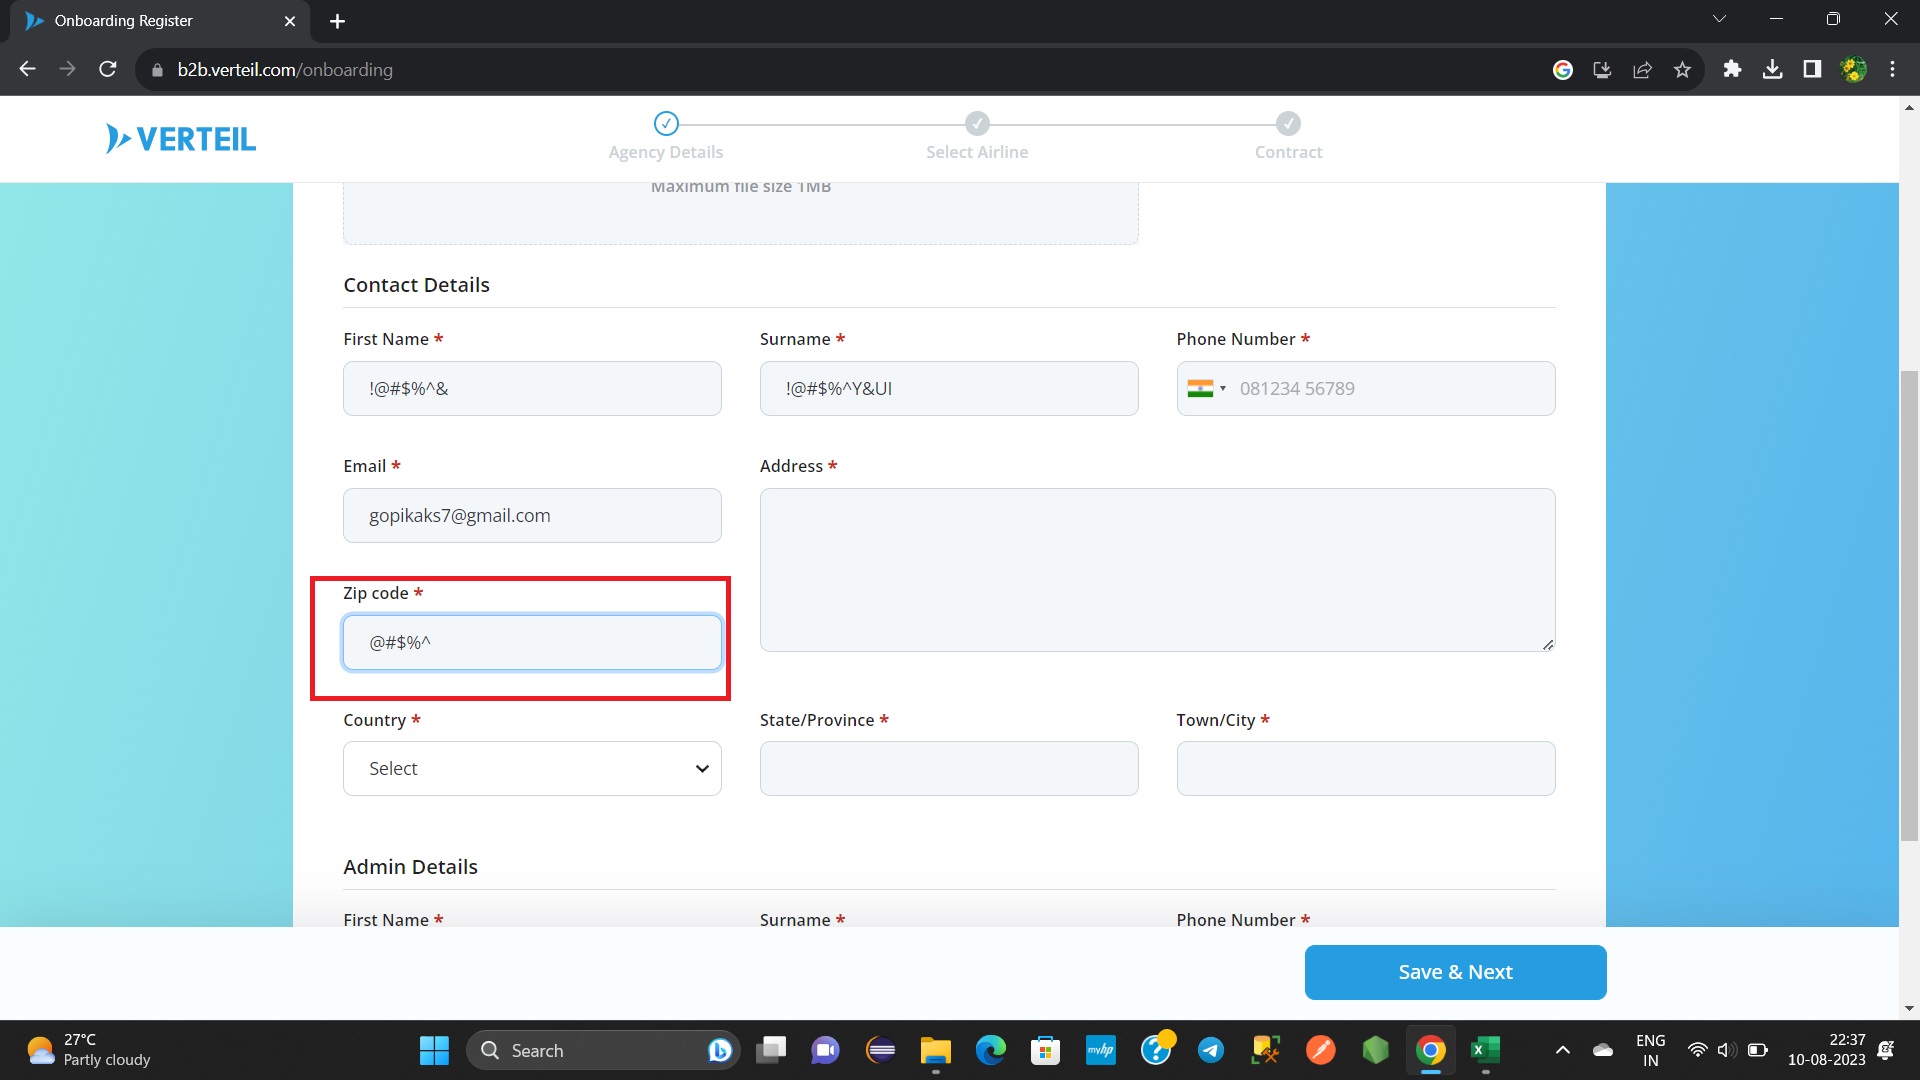 Onboarding Register
b2b.verteil.com/onboarding
VERTEIL
Agency Details
Select Airline
Contract
Maximum file size 1MB
Contact Details
First Name *
Surname *
Phone Number *
!@#$%^&
!@#$%^Y&UI
081234 56789
Email *
Address *
gopikaks7@gmail.com
Zip code *
@#$%^
Country *
State/Province *
Town/City *
Select
Admin Details
First Name *
Surname *
Phone Number *
Save & Next
27°C
Partly cloudy
Search
myhp
ENG
IN
22:37
10-08-2023